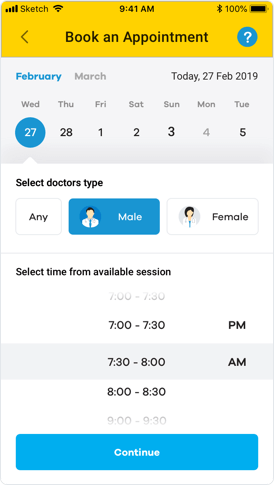 Sketch 9:41 AM 100%
Book an Appointment ?
February March Today, 27 Feb 2019
Wed Thu Fri Sat Sun Mon Tue
27 28 1 2 3 4 5
Select doctors type
Any Male Female
Select time from available session
7:00 - 7:30
7:00 - 7:30 PM
7:30 - 8:00 AM
8:00 - 8:30
9:00 - 9:30
Continue